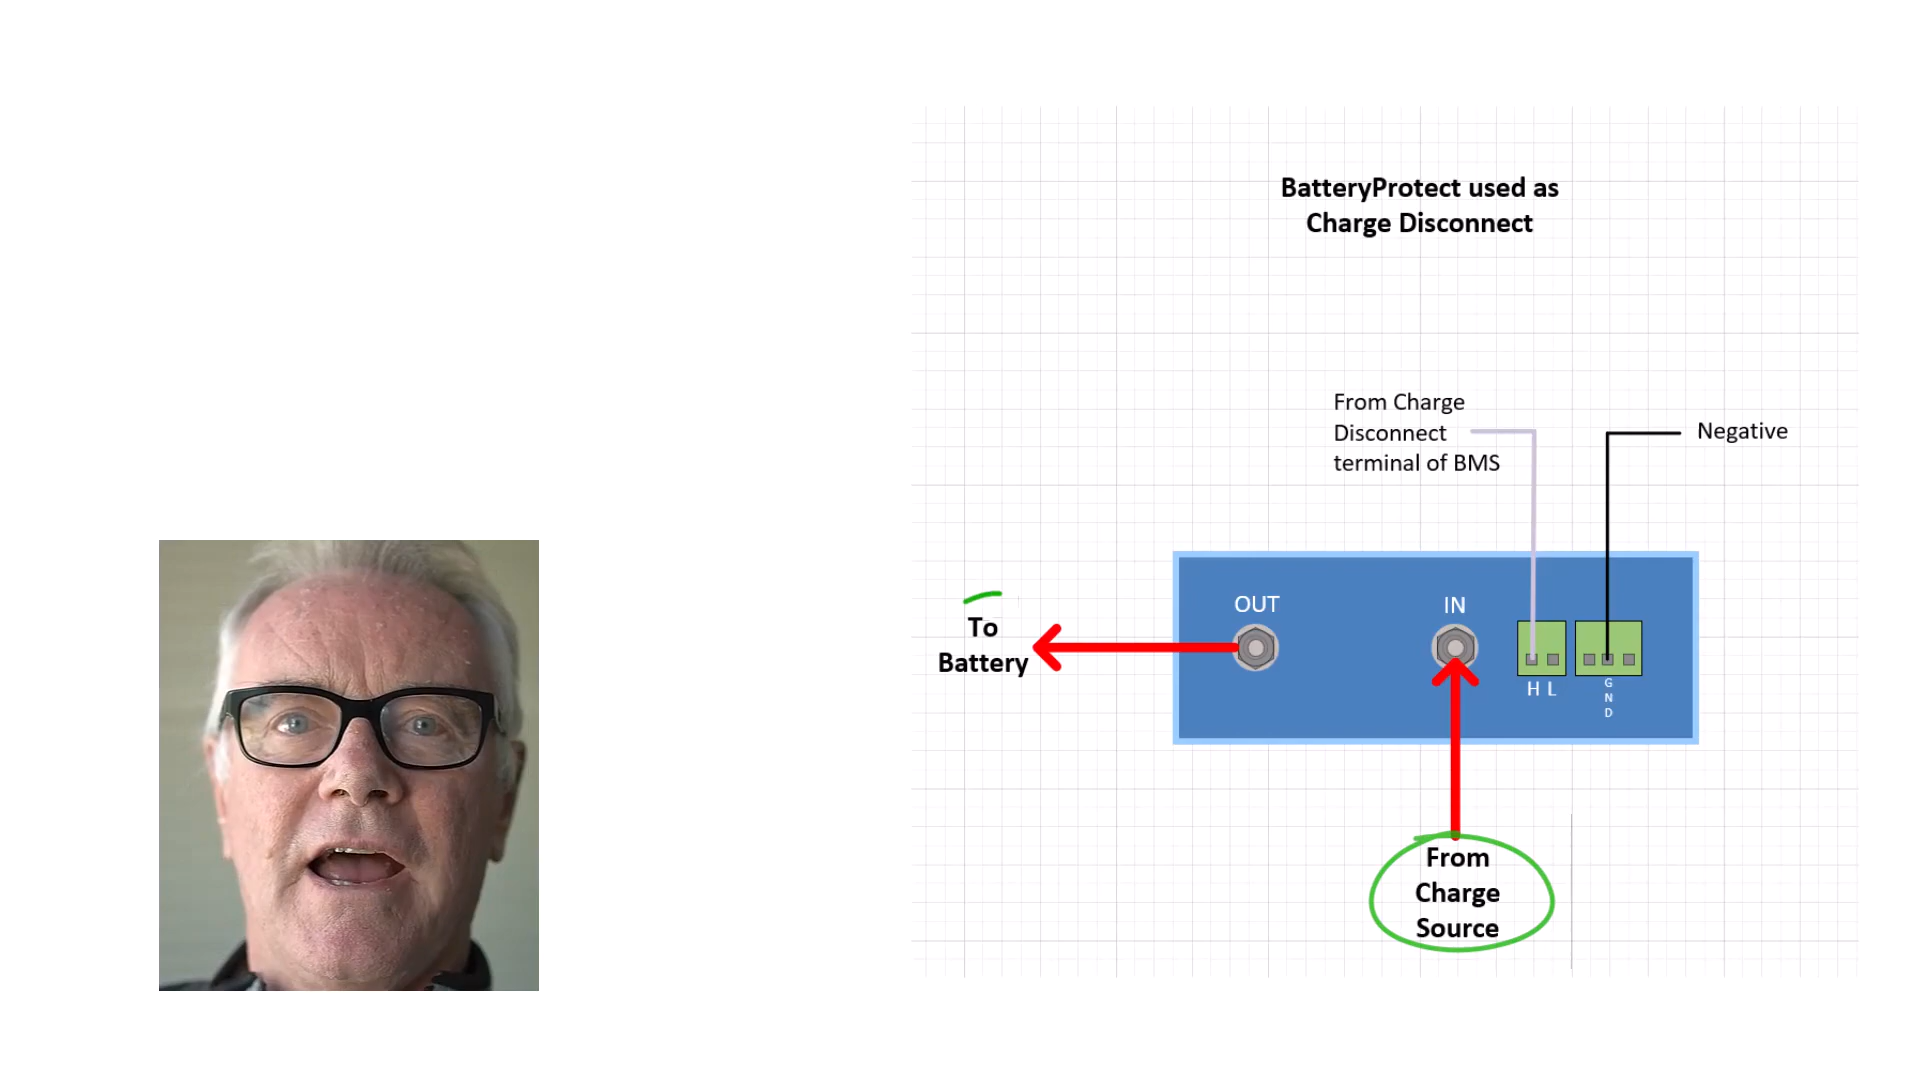 BatteryProtect used as
Charge Disconnect
From Charge
Disconnect
terminal of BMS
Negative
OUT
IN
To
Battery
H L
G
N
D
From
Charge
Source